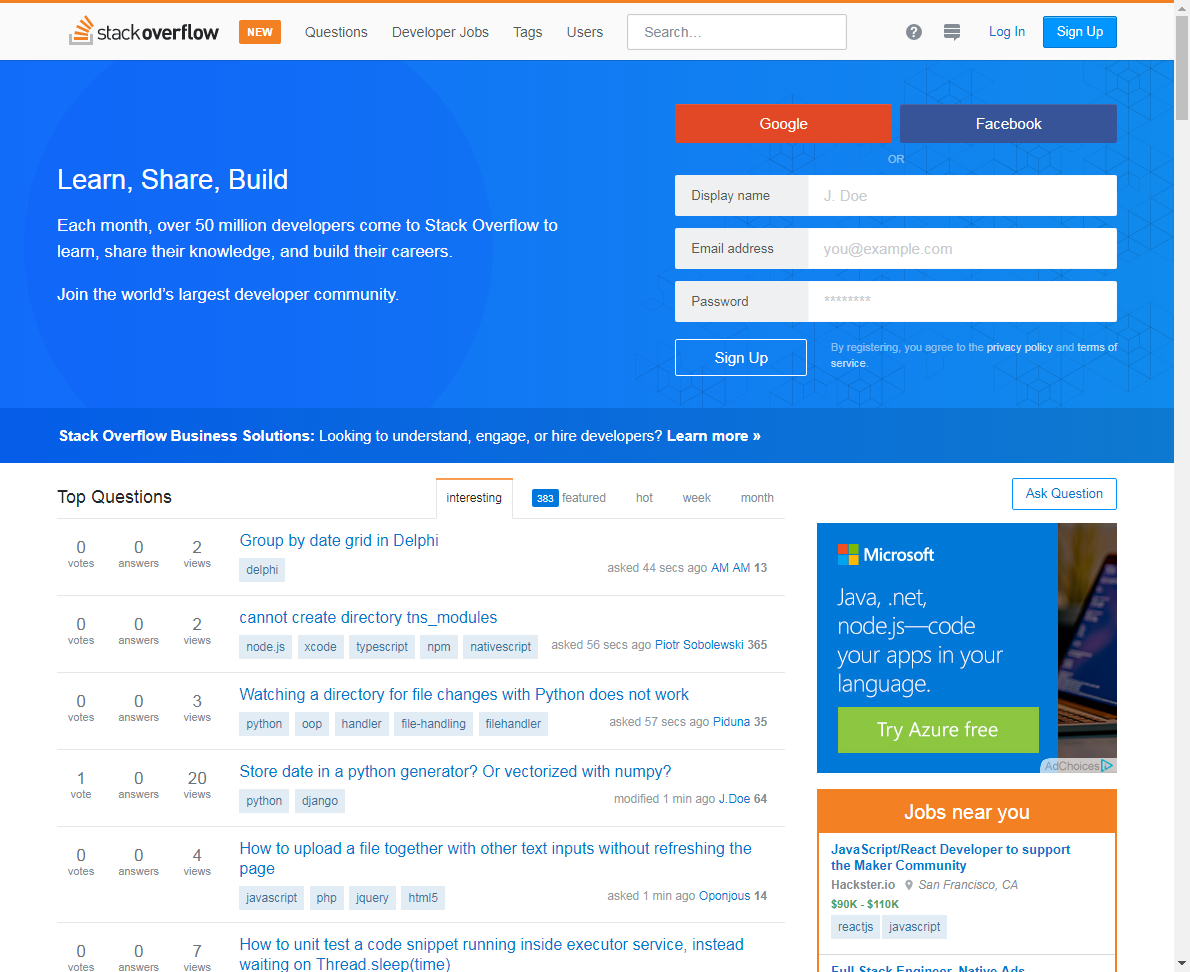 stackoverflow
NEW
Questions
Developer Jobs
Tags
Users
Search...
?
Log In
Sign Up
Learn, Share, Build
Each month, over 50 million developers come to Stack Overflow to
learn, share their knowledge, and build their careers.
Join the world's largest developer community.
Google
Facebook
OR
Display name
J. Doe
Email address
you@example.com
Password
********
Sign Up
By registering, you agree to the privacy policy and terms of
service.
Stack Overflow Business Solutions: Looking to understand, engage, or hire developers? Learn more »
Top Questions
interesting
383 featured
hot
week
month
Ask Question
0 votes
0 answers
2 views
Group by date grid in Delphi
delphi
asked 44 secs ago AM AM 13
0 votes
0 answers
2 views
cannot create directory tns_modules
node.js xcode typescript npm nativescript
asked 56 secs ago Piotr Sobolewski 365
0 votes
0 answers
3 views
Watching a directory for file changes with Python does not work
python oop handler file-handling filehandler
asked 57 secs ago Piduna 35
1 vote
0 answers
20 views
Store date in a python generator? Or vectorized with numpy?
python django
modified 1 min ago J.Doe 64
0 votes
0 answers
4 views
How to upload a file together with other text inputs without refreshing the
page
javascript php jquery html5
asked 1 min ago Oponjous 14
0 votes
0 answers
7 views
How to unit test a code snippet running inside executor service, instead
waiting on Thread.sleep(time)
Microsoft
Java, .net,
node.js—code
your apps in your
language.
Try Azure free
AdChoices
Jobs near you
JavaScript/React Developer to support
the Maker Community
Hackster.io San Francisco, CA
$90K - $110K
reactjs javascript
Full Stack Engineer, Native Ads